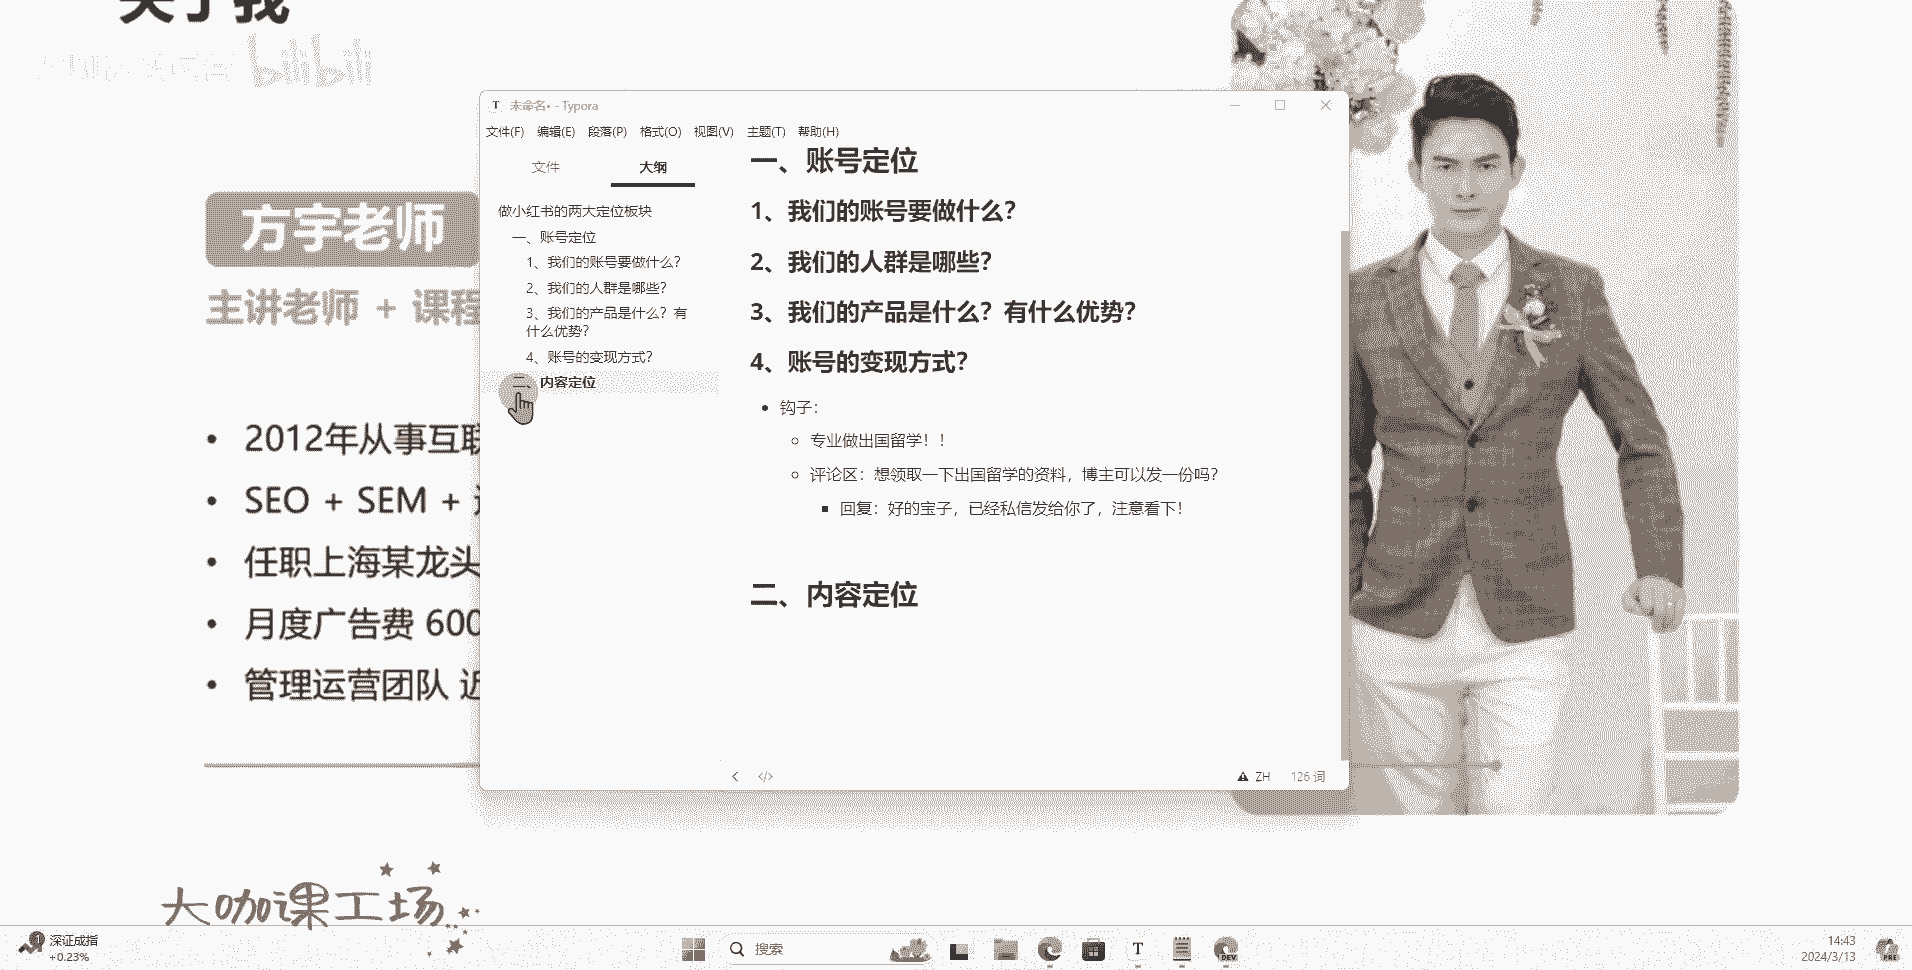 关于我
bilibili
方宇老师
主讲老师 + 课程
2012年从事互联
SEO + SEM +
任职上海某龙头
月度广告费 600
管理运营团队 近
大咖课工场
未命名• - Typora
文件(F) 编辑(E) 段落(P) 格式(O) 视图(V) 主题(T) 帮助(H)
文件 大纲
做小红书的两大定位板块
一、账号定位
1、我们的账号要做什么？
2、我们的人群是哪些？
3、我们的产品是什么？有
什么优势？
4、账号的变现方式？
二、内容定位
一、账号定位
1、我们的账号要做什么？
2、我们的人群是哪些？
3、我们的产品是什么？有什么优势？
4、账号的变现方式？
钩子：
专业做出国留学！！
评论区：想领取一下出国留学的资料，博主可以发一份吗？
回复：好的宝子，已经私信发给你了，注意看下！
二、内容定位
ZH 126 词
深证成指
+0.23%
搜索
T
DEV
14:43
2024/3/13
PRE